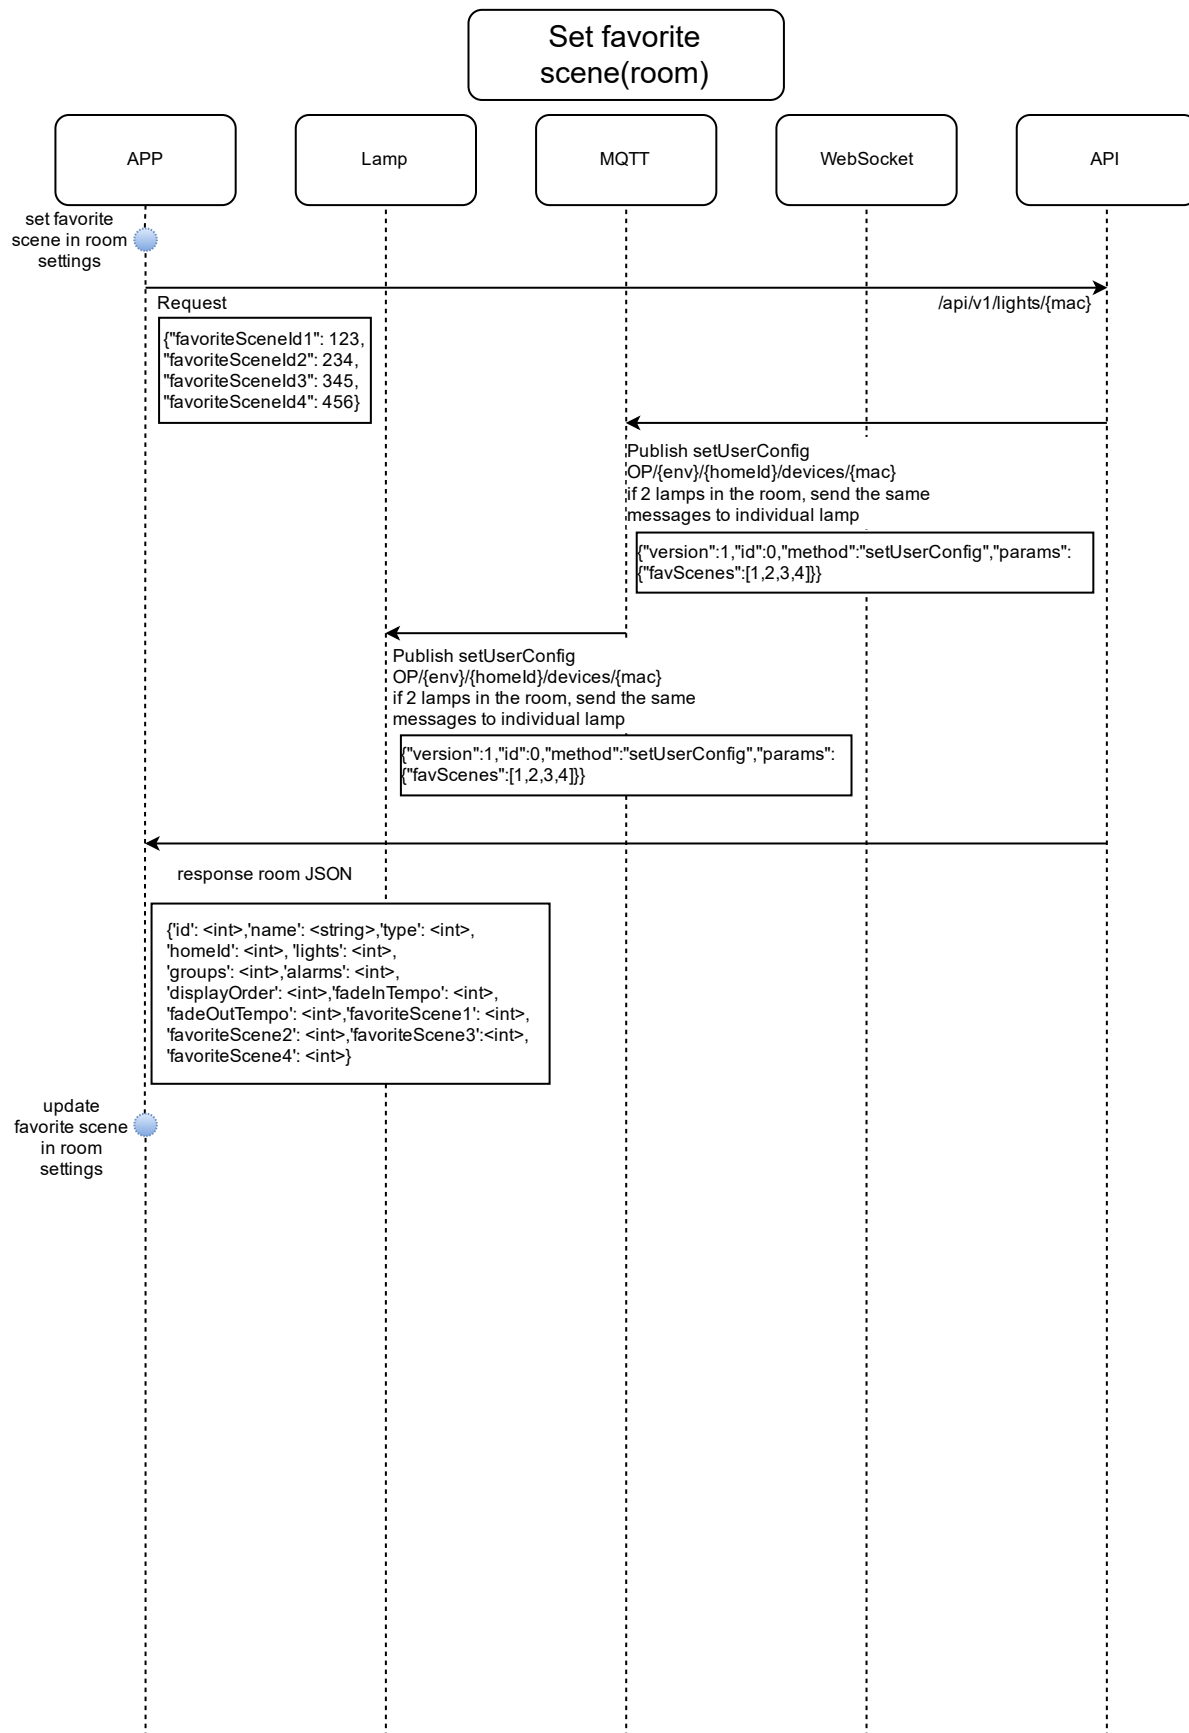 Set favorite
scene(room)
APP
Lamp
MQTT
WebSocket
API
set favorite
scene in room
settings
Request
/api/v1/lights/{mac}
{"favoriteSceneId1": 123,
"favoriteSceneId2": 234,
"favoriteSceneId3": 345,
"favoriteSceneId4": 456}
Publish setUserConfig
OP/{env}/{homeId}/devices/{mac}
if 2 lamps in the room, send the same
messages to individual lamp
{"version":1,"id":0,"method":"setUserConfig","params":
{"favScenes":[1,2,3,4]}}
Publish setUserConfig
OP/{env}/{homeId}/devices/{mac}
if 2 lamps in the room, send the same
messages to individual lamp
{"version":1,"id":0,"method":"setUserConfig","params":
{"favScenes":[1,2,3,4]}}
response room JSON
{'id': <int>,'name': <string>,'type': <int>,
'homeId': <int>, 'lights': <int>,
'groups': <int>,'alarms': <int>,
'displayOrder': <int>,'fadeInTempo': <int>,
'fadeOutTempo': <int>,'favoriteScene1': <int>,
'favoriteScene2': <int>,'favoriteScene3':<int>,
'favoriteScene4': <int>}
update
favorite scene
in room
settings